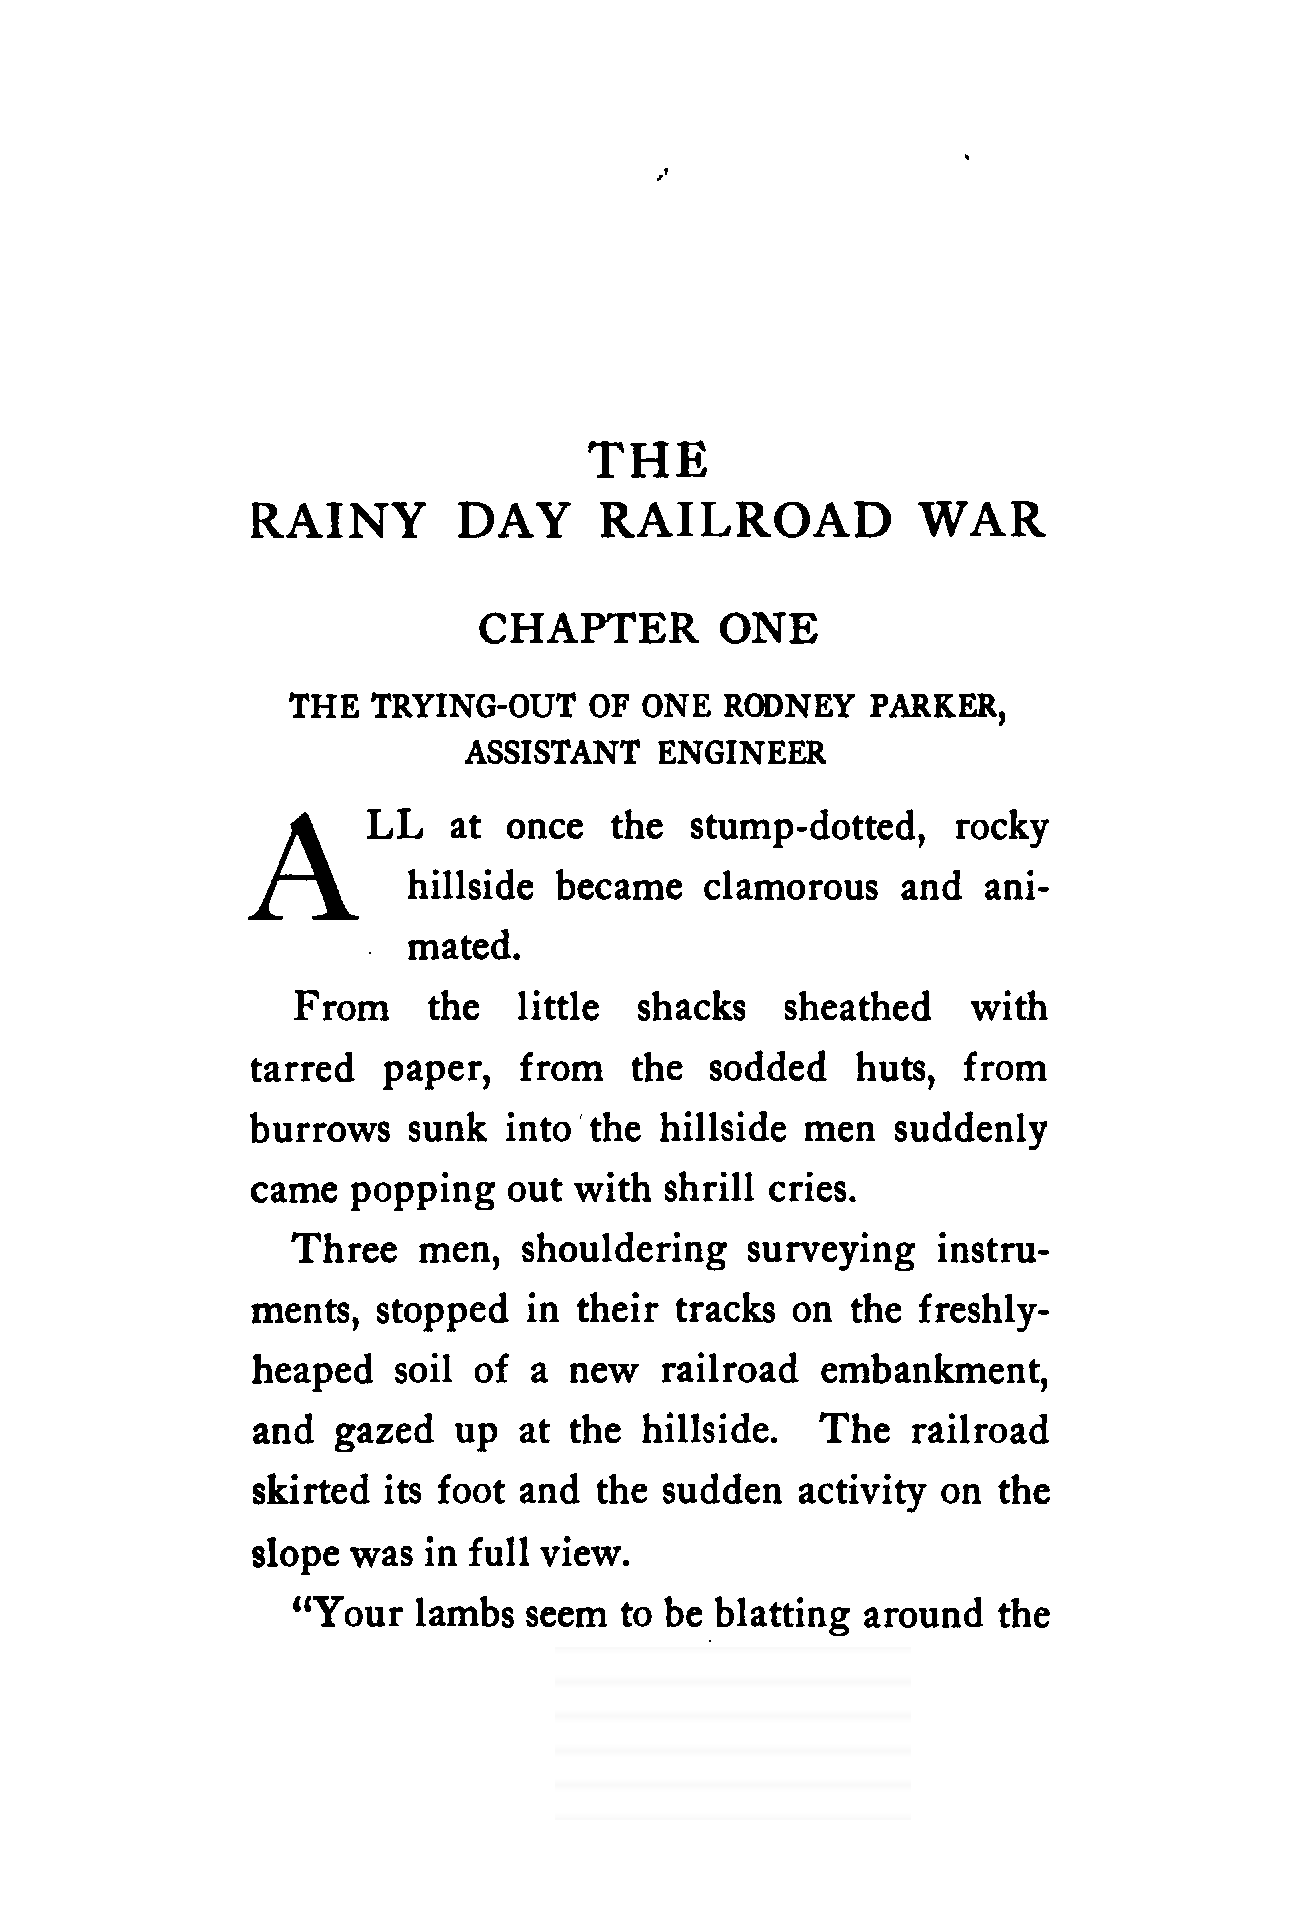 THE
RAINY DAY RAILROAD WAR
CHAPTER ONE
THE TRYING-OUT OF ONE RODNEY PARKER,
ASSISTANT ENGINEER
ALL at once the stump-dotted, rocky
hillside became clamorous and ani-
mated.
From the little shacks sheathed with
tarred paper, from the sodded huts, from
burrows sunk into the hillside men suddenly
came popping out with shrill cries.
Three men, shouldering surveying instru-
ments, stopped in their tracks on the freshly-
heaped soil of a new railroad embankment,
and gazed up at the hillside. The railroad
skirted its foot and the sudden activity on the
slope was in full view.
“Your lambs seem to be blatting around the